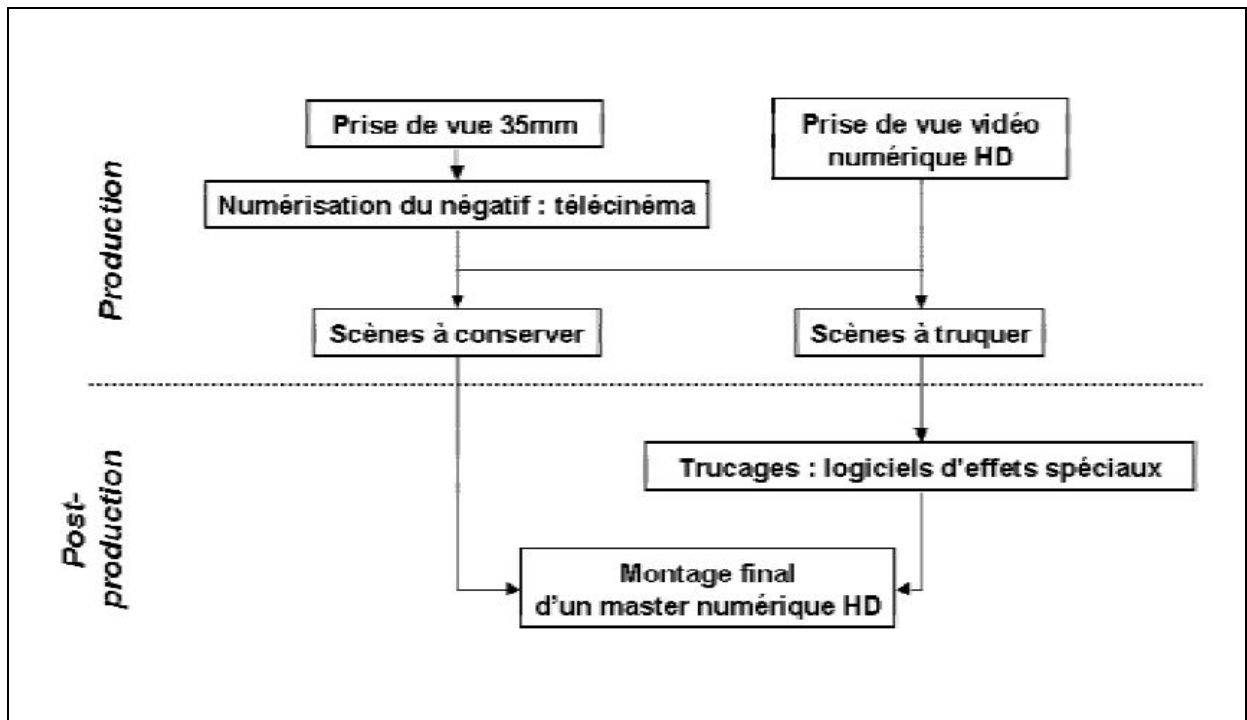 Production
Prise de vue 35mm
Prise de vue vidéo
numérique HD
Numérisation du négatif : télécinéma
Scènes à conserver
Scènes à truquer
Post-
production
Trucages : logiciels d'effets spéciaux
Montage final
d'un master numérique HD